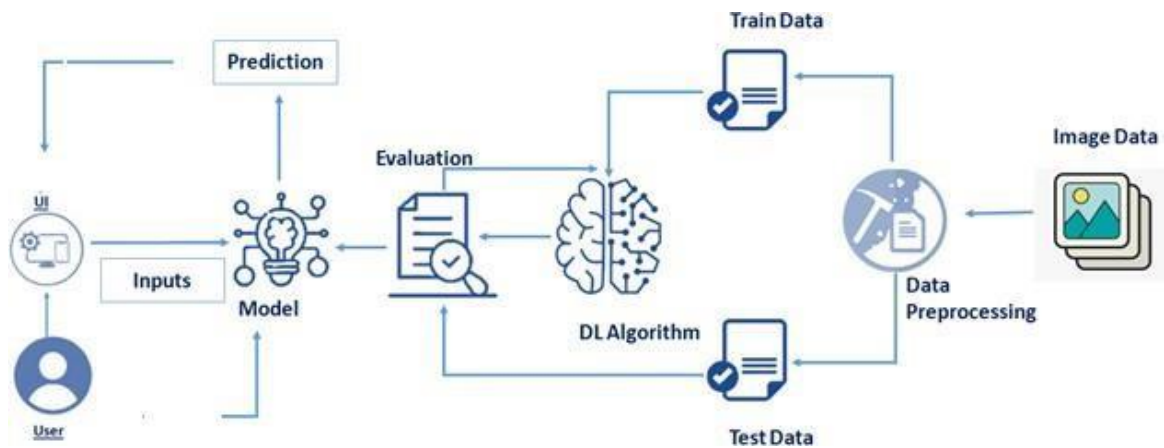 Train Data
Prediction
Image Data
Evaluation
UI
Inputs
Model
Data
Preprocessing
DL Algorithm
User
Test Data